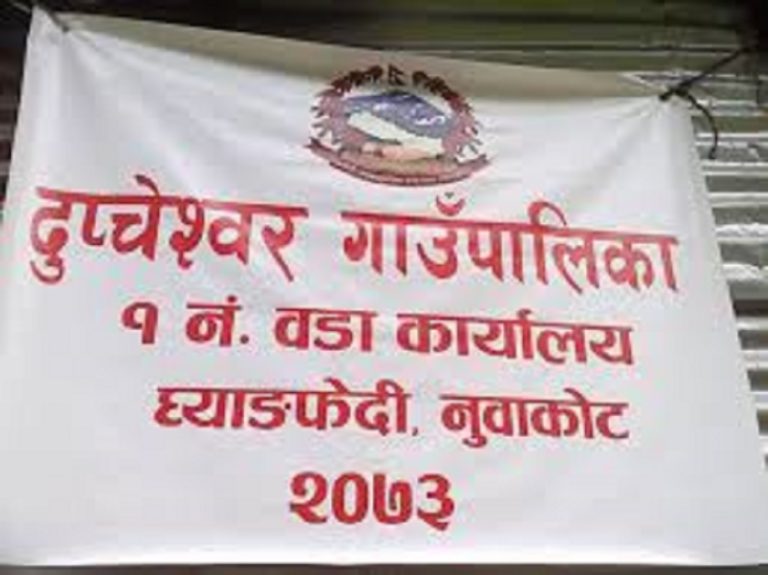 दुप्चेश्वर गाउँपालिका
१ नं. वडा कार्यालय
घ्याङफेदी, नुवाकोट
२०७३